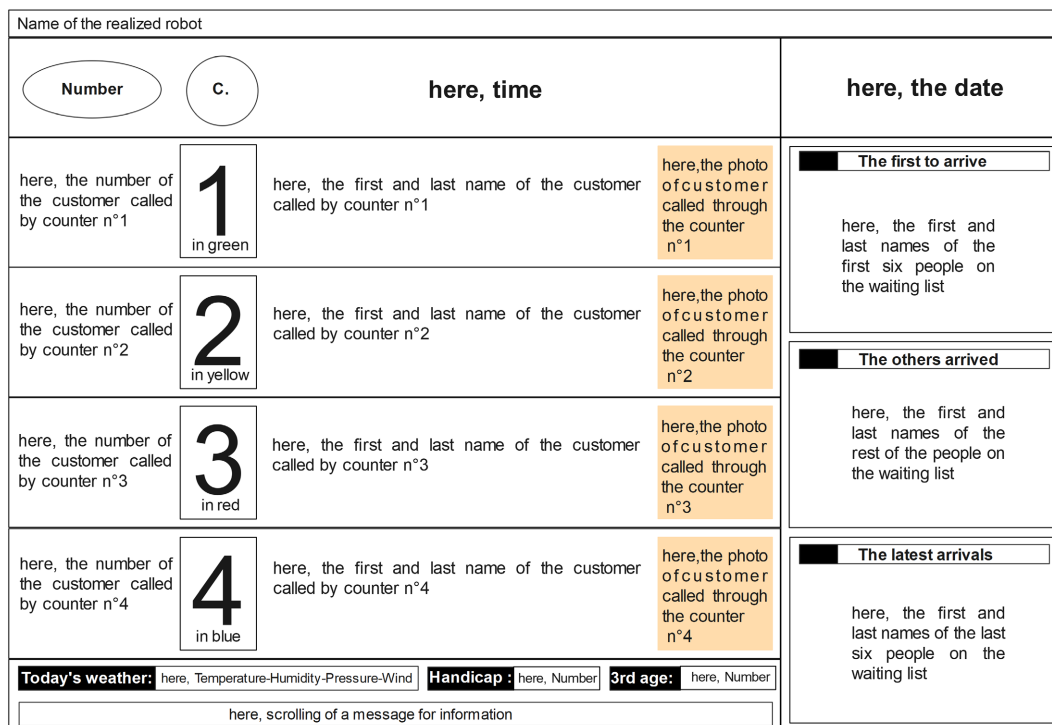 Name of the realized robot
Number
C.
here, time
here, the date
here, the number of
the customer called
by counter n°1
1
in green
here, the first and last name of the customer
called by counter n°1
here,the photo
ofcustomer
called through
the counter
n°1
here, the number of
the customer called
by counter n°2
2
in yellow
here, the first and last name of the customer
called by counter n°2
here,the photo
ofcustomer
called through
the counter
n°2
here, the number of
the customer called
by counter n°3
3
in red
here, the first and last name of the customer
called by counter n°3
here,the photo
ofcustomer
called through
the counter
n°3
here, the number of
the customer called
by counter n°4
4
in blue
here, the first and last name of the customer
called by counter n°4
here,the photo
ofcustomer
called through
the counter
n°4
The first to arrive
here, the first and
last names of the
first six people on
the waiting list
The others arrived
here, the first and
last names of the
rest of the people on
the waiting list
The latest arrivals
here, the first and
last names of the last
six people on the
waiting list
Today's weather: here, Temperature-Humidity-Pressure-Wind
Handicap : here, Number
3rd age: here, Number
here, scrolling of a message for information